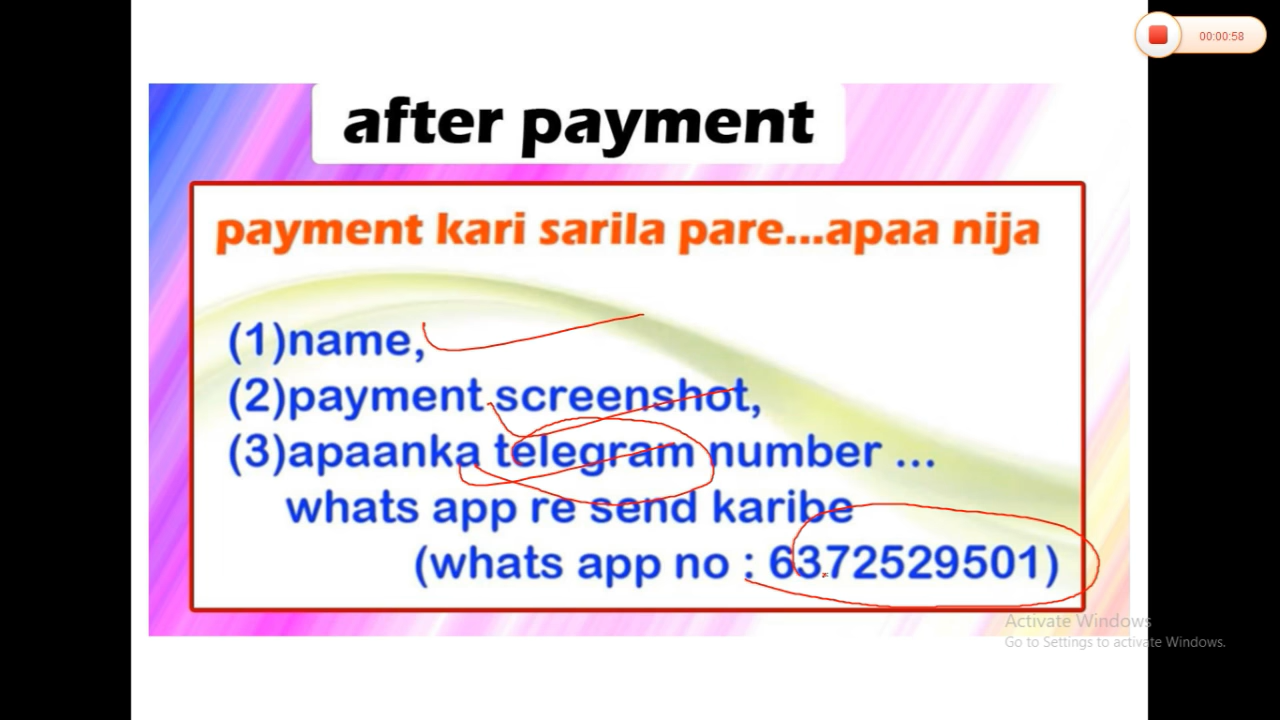 00:00:58
after payment
payment kari sarila pare...apaa nija
(1)name,
(2)payment screenshot,
(3)apaanka telegram number ...
whats app re send karibe
(whats app no : 6372529501)
Activate Windows
Go to Settings to activate Windows.